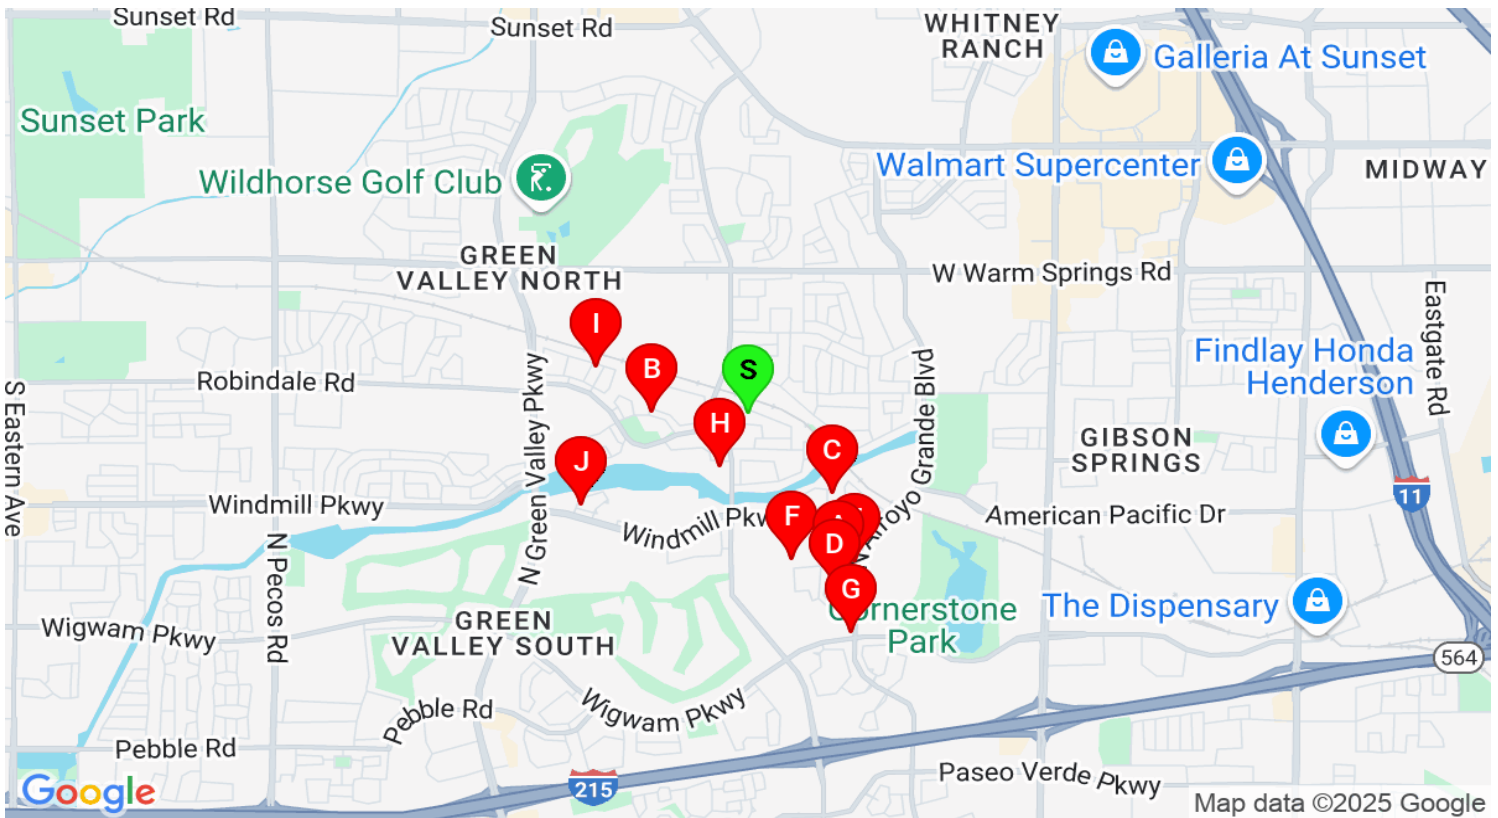 Sunset Rd
Sunset Rd
WHITNEY
RANCH
Galleria At Sunset
Sunset Park
Wildhorse Golf Club
Walmart Supercenter
MIDWAY
GREEN
VALLEY NORTH
W Warm Springs Rd
Eastgate Rd
I
B
S
Findlay Honda
Henderson
S Eastern Ave
Robindale Rd
N Green Valley Pkwy
H
C
N Arroyo Grande Blvd
GIBSON
SPRINGS
J
11
Windmill Pkwy
Windmill
F
D
American Pacific Dr
N Pecos Rd
G
Cornerstone
Park
The Dispensary
Wigwam Pkwy
GREEN
VALLEY SOUTH
564
Wigwam Pkwy
Pebble Rd
Pebble Rd
215
Paseo Verde Pkwy
Google
Map data ©2025 Google